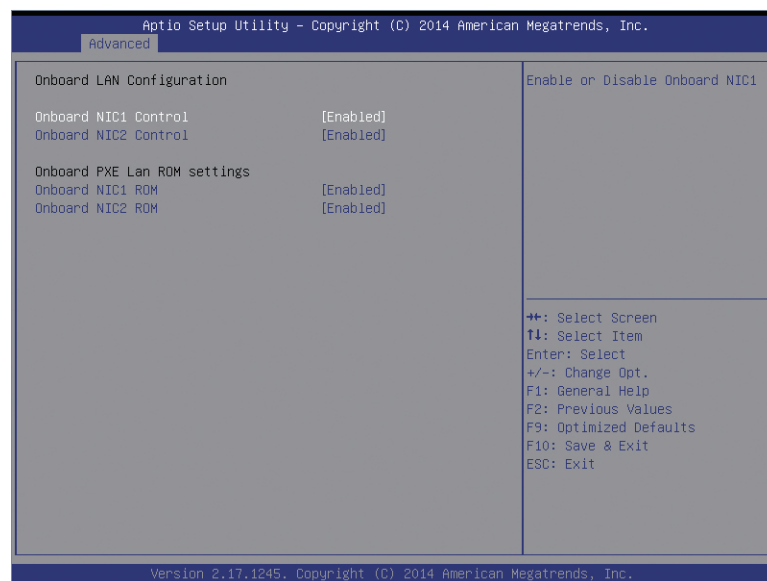 Aptio Setup Utility – Copyright (C) 2014 American Megatrends, Inc.
Advanced
Onboard LAN Configuration
Onboard NIC1 Control [Enabled]
Onboard NIC2 Control [Enabled]
Onboard PXE Lan ROM settings
Onboard NIC1 ROM [Enabled]
Onboard NIC2 ROM [Enabled]
Enable or Disable Onboard NIC1
→←: Select Screen
↑↓: Select Item
Enter: Select
+/-: Change Opt.
F1: General Help
F2: Previous Values
F9: Optimized Defaults
F10: Save & Exit
ESC: Exit
Version 2.17.1245. Copyright (C) 2014 American Megatrends, Inc.